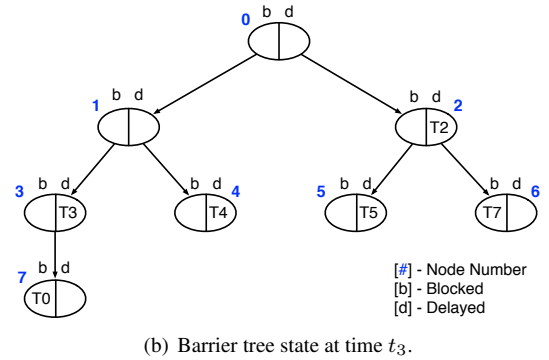 0 b d
1 b d
b d 2
T2
3 b d
b d 4
5 b d
b d 6
T3
T4
T5
T7
7 b d
T0
[#] - Node Number
[b] - Blocked
[d] - Delayed
(b) Barrier tree state at time t₃.